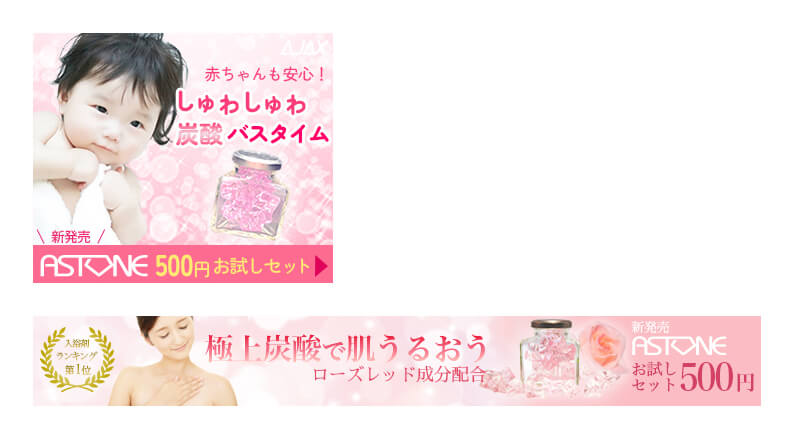 AJAX
赤ちゃんも安心！
しゅわしゅわ
炭酸バスタイム
\ 新発売 /
ASTONE 500円お試しセット
入浴剤
ランキング
第1位
極上炭酸で肌うるおう
ローズレッド成分配合
新発売
ASTONE
お試し
セット500円